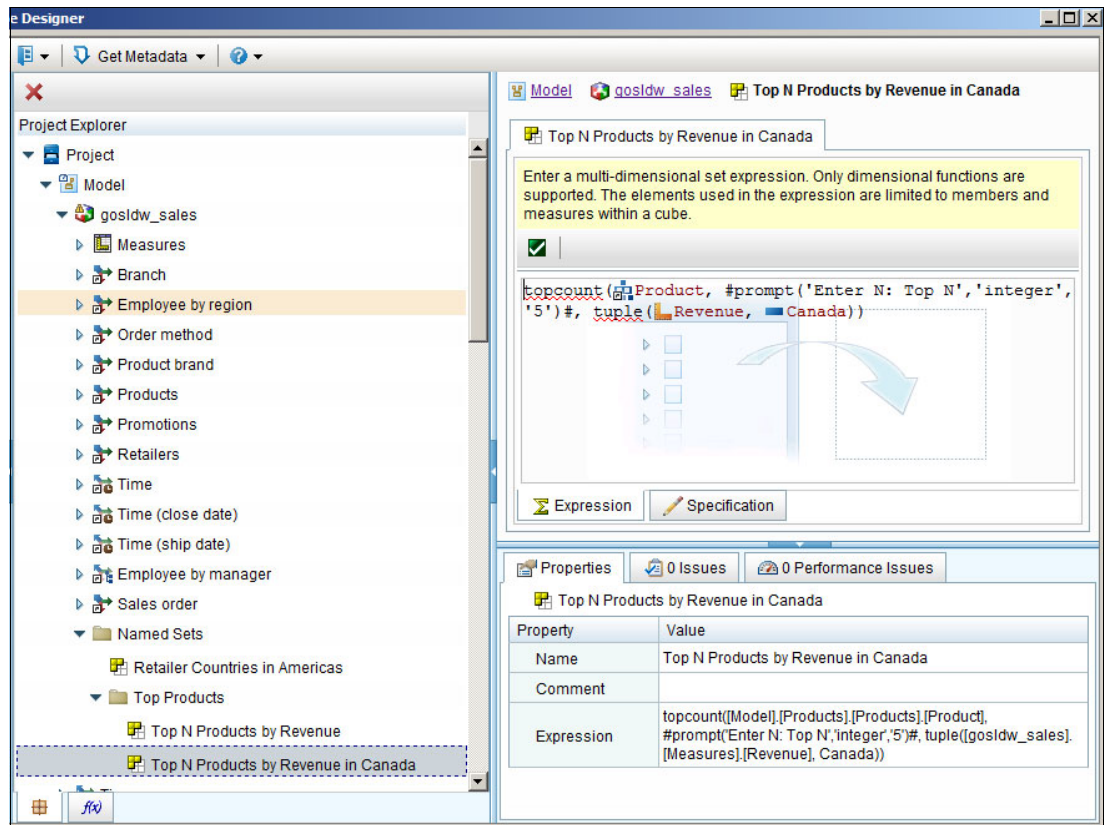 e Designer
Get Metadata
Project Explorer
Project
Model
gosldw_sales
Measures
Branch
Employee by region
Order method
Product brand
Products
Promotions
Retailers
Time
Time (close date)
Time (ship date)
Employee by manager
Sales order
Named Sets
Retailer Countries in Americas
Top Products
Top N Products by Revenue
Top N Products by Revenue in Canada
f(x)
Model gosldw_sales Top N Products by Revenue in Canada
Top N Products by Revenue in Canada
Enter a multi-dimensional set expression. Only dimensional functions are
supported. The elements used in the expression are limited to members and
measures within a cube.
topcount(Product, #prompt('Enter N: Top N','integer',
'5')#, tuple(Revenue, Canada))
Expression Specification
Properties 0 Issues 0 Performance Issues
Top N Products by Revenue in Canada
Property Value
Name Top N Products by Revenue in Canada
Comment
Expression
topcount([Model].[Products].[Products].[Product],
#prompt('Enter N: Top N','integer','5')#, tuple([gosldw_sales].
[Measures].[Revenue], Canada))